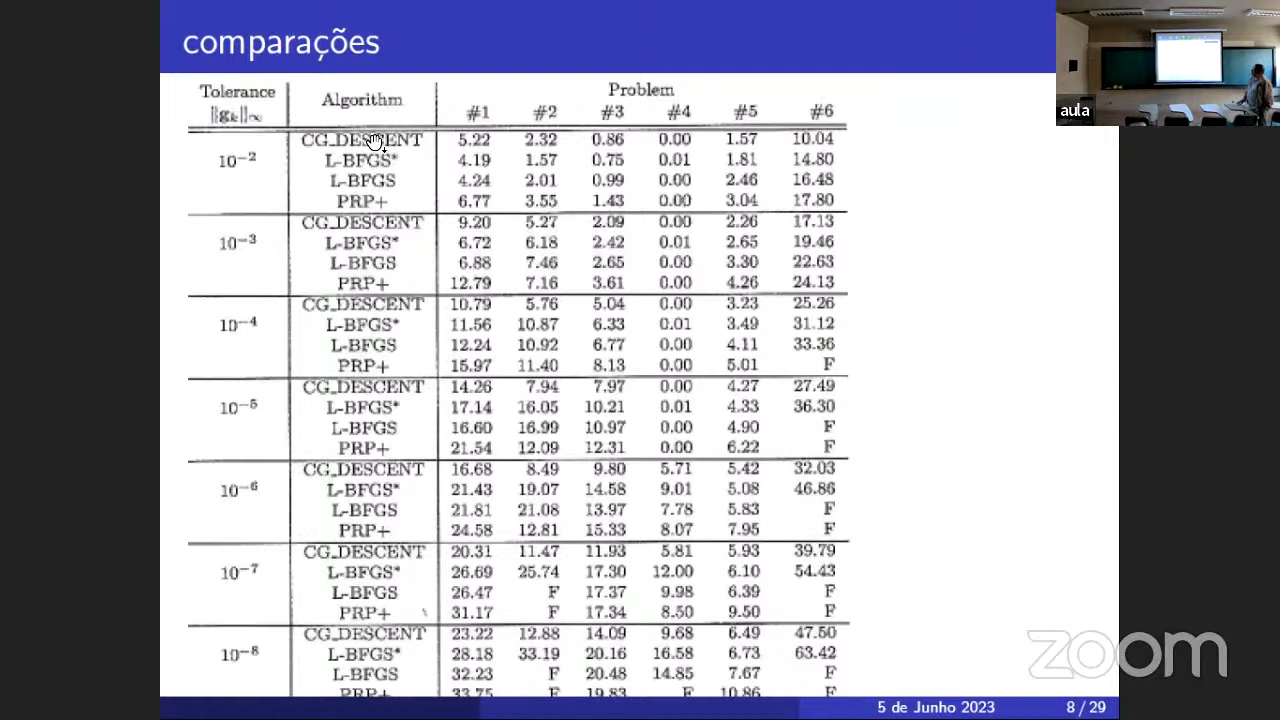 comparações
Tolerance Algorithm Problem
||gₖ||∞ #1 #2 #3 #4 #5 #6
CG_DESCENT 5.22 2.32 0.86 0.00 1.57 10.04
10⁻² L-BFGS* 4.19 1.57 0.75 0.01 1.81 14.80
L-BFGS 4.24 2.01 0.99 0.00 2.46 16.48
PRP+ 6.77 3.55 1.43 0.00 3.04 17.80
CG_DESCENT 9.20 5.27 2.09 0.00 2.26 17.13
10⁻³ L-BFGS* 6.72 6.18 2.42 0.01 2.65 19.46
L-BFGS 6.88 7.46 2.65 0.00 3.30 22.63
PRP+ 12.79 7.16 3.61 0.00 4.26 24.13
CG_DESCENT 10.79 5.76 5.04 0.00 3.23 25.26
10⁻⁴ L-BFGS* 11.56 10.87 6.33 0.01 3.49 31.12
L-BFGS 12.24 10.92 6.77 0.00 4.11 33.36
PRP+ 15.97 11.40 8.13 0.00 5.01 F
CG_DESCENT 14.26 7.94 7.97 0.00 4.27 27.49
10⁻⁵ L-BFGS* 17.14 16.05 10.21 0.01 4.33 36.30
L-BFGS 16.60 16.99 10.97 0.00 4.90 F
PRP+ 21.54 12.09 12.31 0.00 6.22 F
CG_DESCENT 16.68 8.49 9.80 5.71 5.42 32.03
10⁻⁶ L-BFGS* 21.43 19.07 14.58 9.01 5.08 46.86
L-BFGS 21.81 21.08 13.97 7.78 5.83 F
PRP+ 24.58 12.81 15.33 8.07 7.95 F
CG_DESCENT 20.31 11.47 11.93 5.81 5.93 39.79
10⁻⁷ L-BFGS* 26.69 25.74 17.30 12.00 6.10 54.43
L-BFGS 26.47 F 17.37 9.98 6.39 F
PRP+ 31.17 F 17.34 8.50 9.50 F
CG_DESCENT 23.22 12.88 14.09 9.68 6.49 47.50
10⁻⁸ L-BFGS* 28.18 33.19 20.16 16.58 6.73 63.42
L-BFGS 32.23 F 20.48 14.85 7.67 F
PRP+ 33.75 F 19.83 F 10.86 F
5 de Junho 2023 8 / 29
aula
zoom